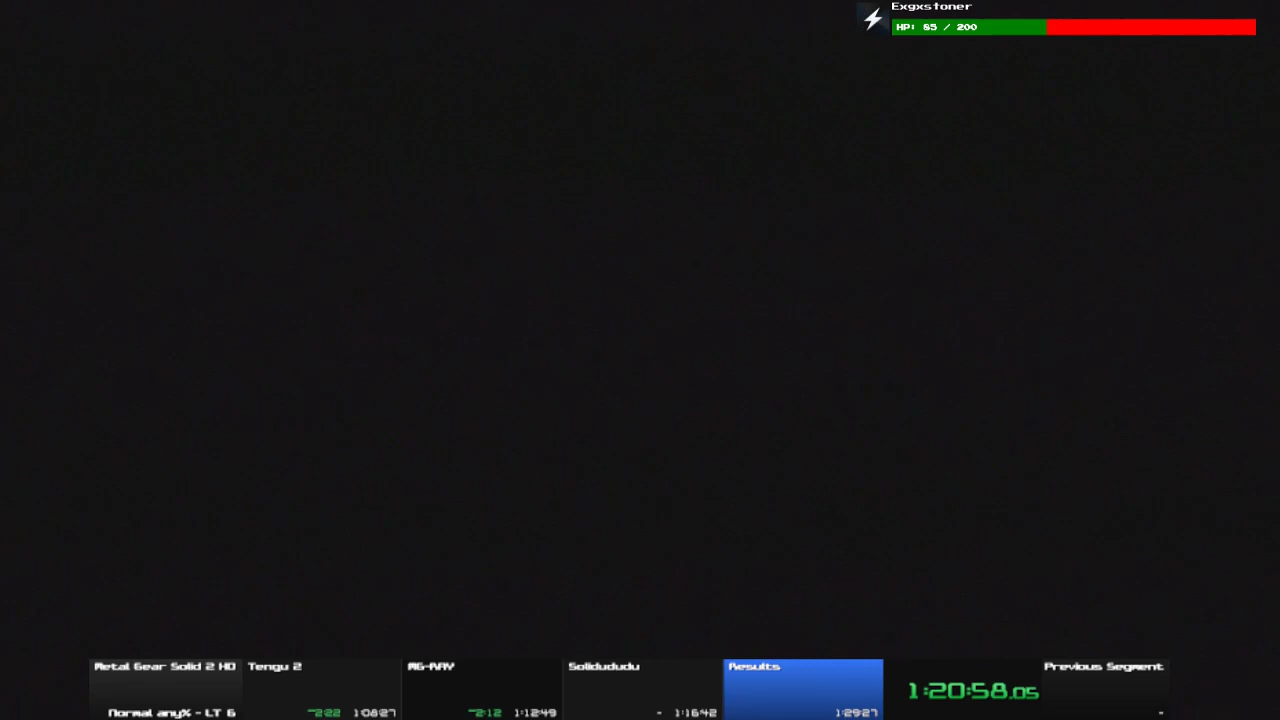 Exgxstoner
HP: 85 / 200
Metal Gear Solid 2 HD
Normal any% - LT 6
Tengu 2
-2:22 1:08:27
MG-RAY
-2:12 1:12:49
Solidududu
- 1:16:42
Results
1:29:27
1:20:58.05
Previous Segment
-